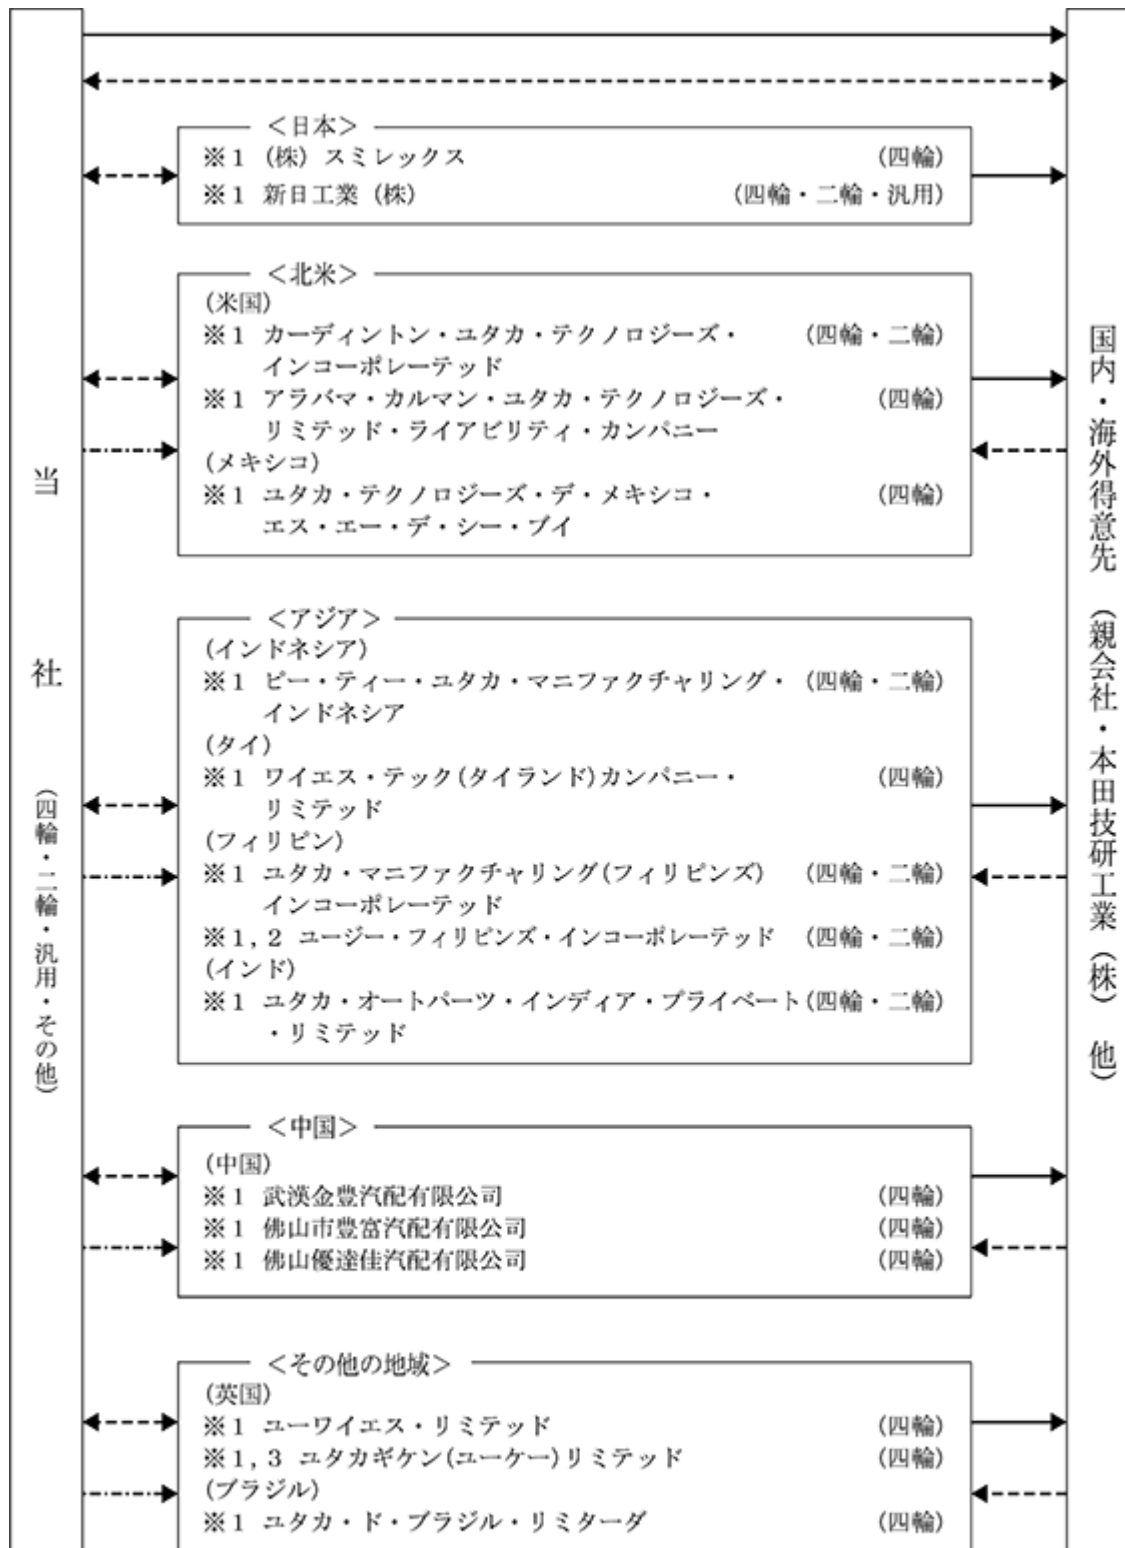 当社 (四輪・二輪・汎用・その他)
<日本>
※1 (株) スミレックス (四輪)
※1 新日工業 (株) (四輪・二輪・汎用)
<北米>
(米国)
※1 カーディントン・ユタカ・テクノロジーズ・ (四輪・二輪)
インコーポレーテッド
※1 アラバマ・カルマン・ユタカ・テクノロジーズ・ (四輪)
リミテッド・ライアビリティ・カンパニー
(メキシコ)
※1 ユタカ・テクノロジーズ・デ・メキシコ・ (四輪)
エス・エー・デ・シー・ブイ
<アジア>
(インドネシア)
※1 ピー・ティー・ユタカ・マニファクチャリング・ (四輪・二輪)
インドネシア
(タイ)
※1 ワイエス・テック(タイランド)カンパニー・ (四輪)
リミテッド
(フィリピン)
※1 ユタカ・マニファクチャリング(フィリピンズ) (四輪・二輪)
インコーポレーテッド
※1, 2 ユージー・フィリピンズ・インコーポレーテッド (四輪・二輪)
(インド)
※1 ユタカ・オートパーツ・インディア・プライベート (四輪・二輪)
・リミテッド
<中国>
(中国)
※1 武漢金豊汽配有限公司 (四輪)
※1 佛山市豊富汽配有限公司 (四輪)
※1 佛山優達佳汽配有限公司 (四輪)
<その他の地域>
(英国)
※1 ユーワイエス・リミテッド (四輪)
※1, 3 ユタカギケン(ユーケー)リミテッド (四輪)
(ブラジル)
※1 ユタカ・ド・ブラジル・リミターダ (四輪)
国内・海外得意先 (親会社・本田技研工業(株) 他)